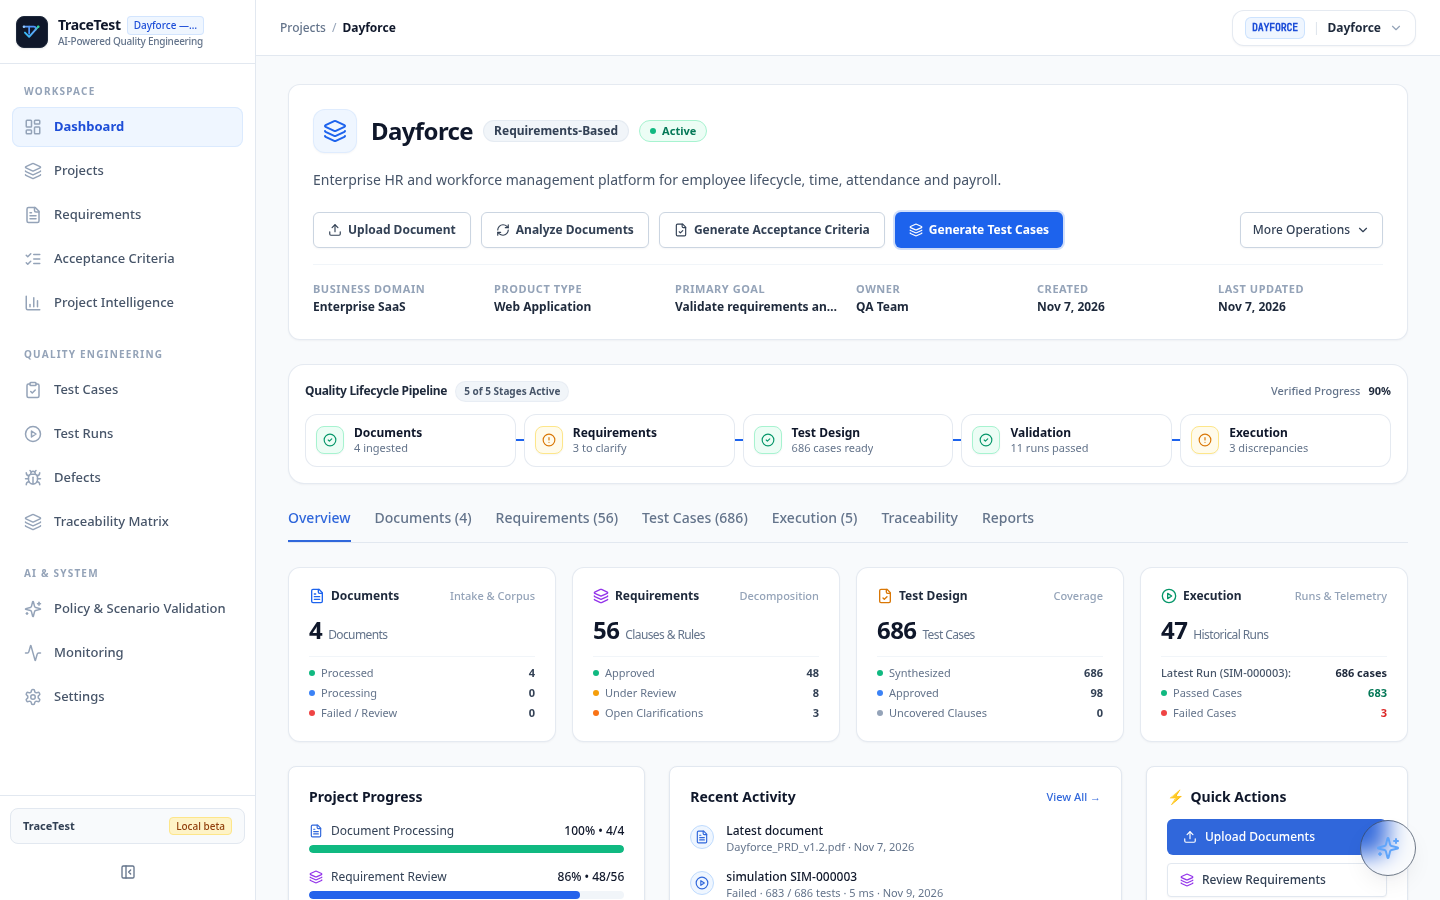 TraceTest
Dayforce —...
AI-Powered Quality Engineering
Projects / Dayforce
DAYFORCE
Dayforce
WORKSPACE
Dashboard
Projects
Requirements
Acceptance Criteria
Project Intelligence
QUALITY ENGINEERING
Test Cases
Test Runs
Defects
Traceability Matrix
AI & SYSTEM
Policy & Scenario Validation
Monitoring
Settings
TraceTest
Local beta
Dayforce
Requirements-Based
Active
Enterprise HR and workforce management platform for employee lifecycle, time, attendance and payroll.
Upload Document
Analyze Documents
Generate Acceptance Criteria
Generate Test Cases
More Operations
BUSINESS DOMAIN
Enterprise SaaS
PRODUCT TYPE
Web Application
PRIMARY GOAL
Validate requirements an...
OWNER
QA Team
CREATED
Nov 7, 2026
LAST UPDATED
Nov 7, 2026
Quality Lifecycle Pipeline
5 of 5 Stages Active
Verified Progress 90%
Documents
4 ingested
Requirements
3 to clarify
Test Design
686 cases ready
Validation
11 runs passed
Execution
3 discrepancies
Overview
Documents (4)
Requirements (56)
Test Cases (686)
Execution (5)
Traceability
Reports
Documents
Intake & Corpus
4 Documents
Processed 4
Processing 0
Failed / Review 0
Requirements
Decomposition
56 Clauses & Rules
Approved 48
Under Review 8
Open Clarifications 3
Test Design
Coverage
686 Test Cases
Synthesized 686
Approved 98
Uncovered Clauses 0
Execution
Runs & Telemetry
47 Historical Runs
Latest Run (SIM-000003): 686 cases
Passed Cases 683
Failed Cases 3
Project Progress
Document Processing 100% • 4/4
Requirement Review 86% • 48/56
Recent Activity
View All →
Latest document
Dayforce_PRD_v1.2.pdf · Nov 7, 2026
simulation SIM-000003
Failed · 683 / 686 tests · 5 ms · Nov 9, 2026
⚡ Quick Actions
Upload Documents
Review Requirements